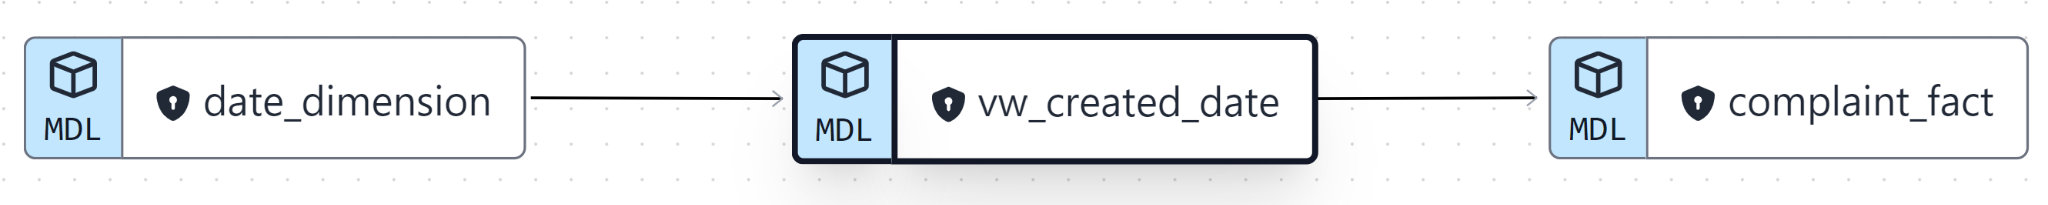 MDL
date_dimension
MDL
vw_created_date
MDL
complaint_fact